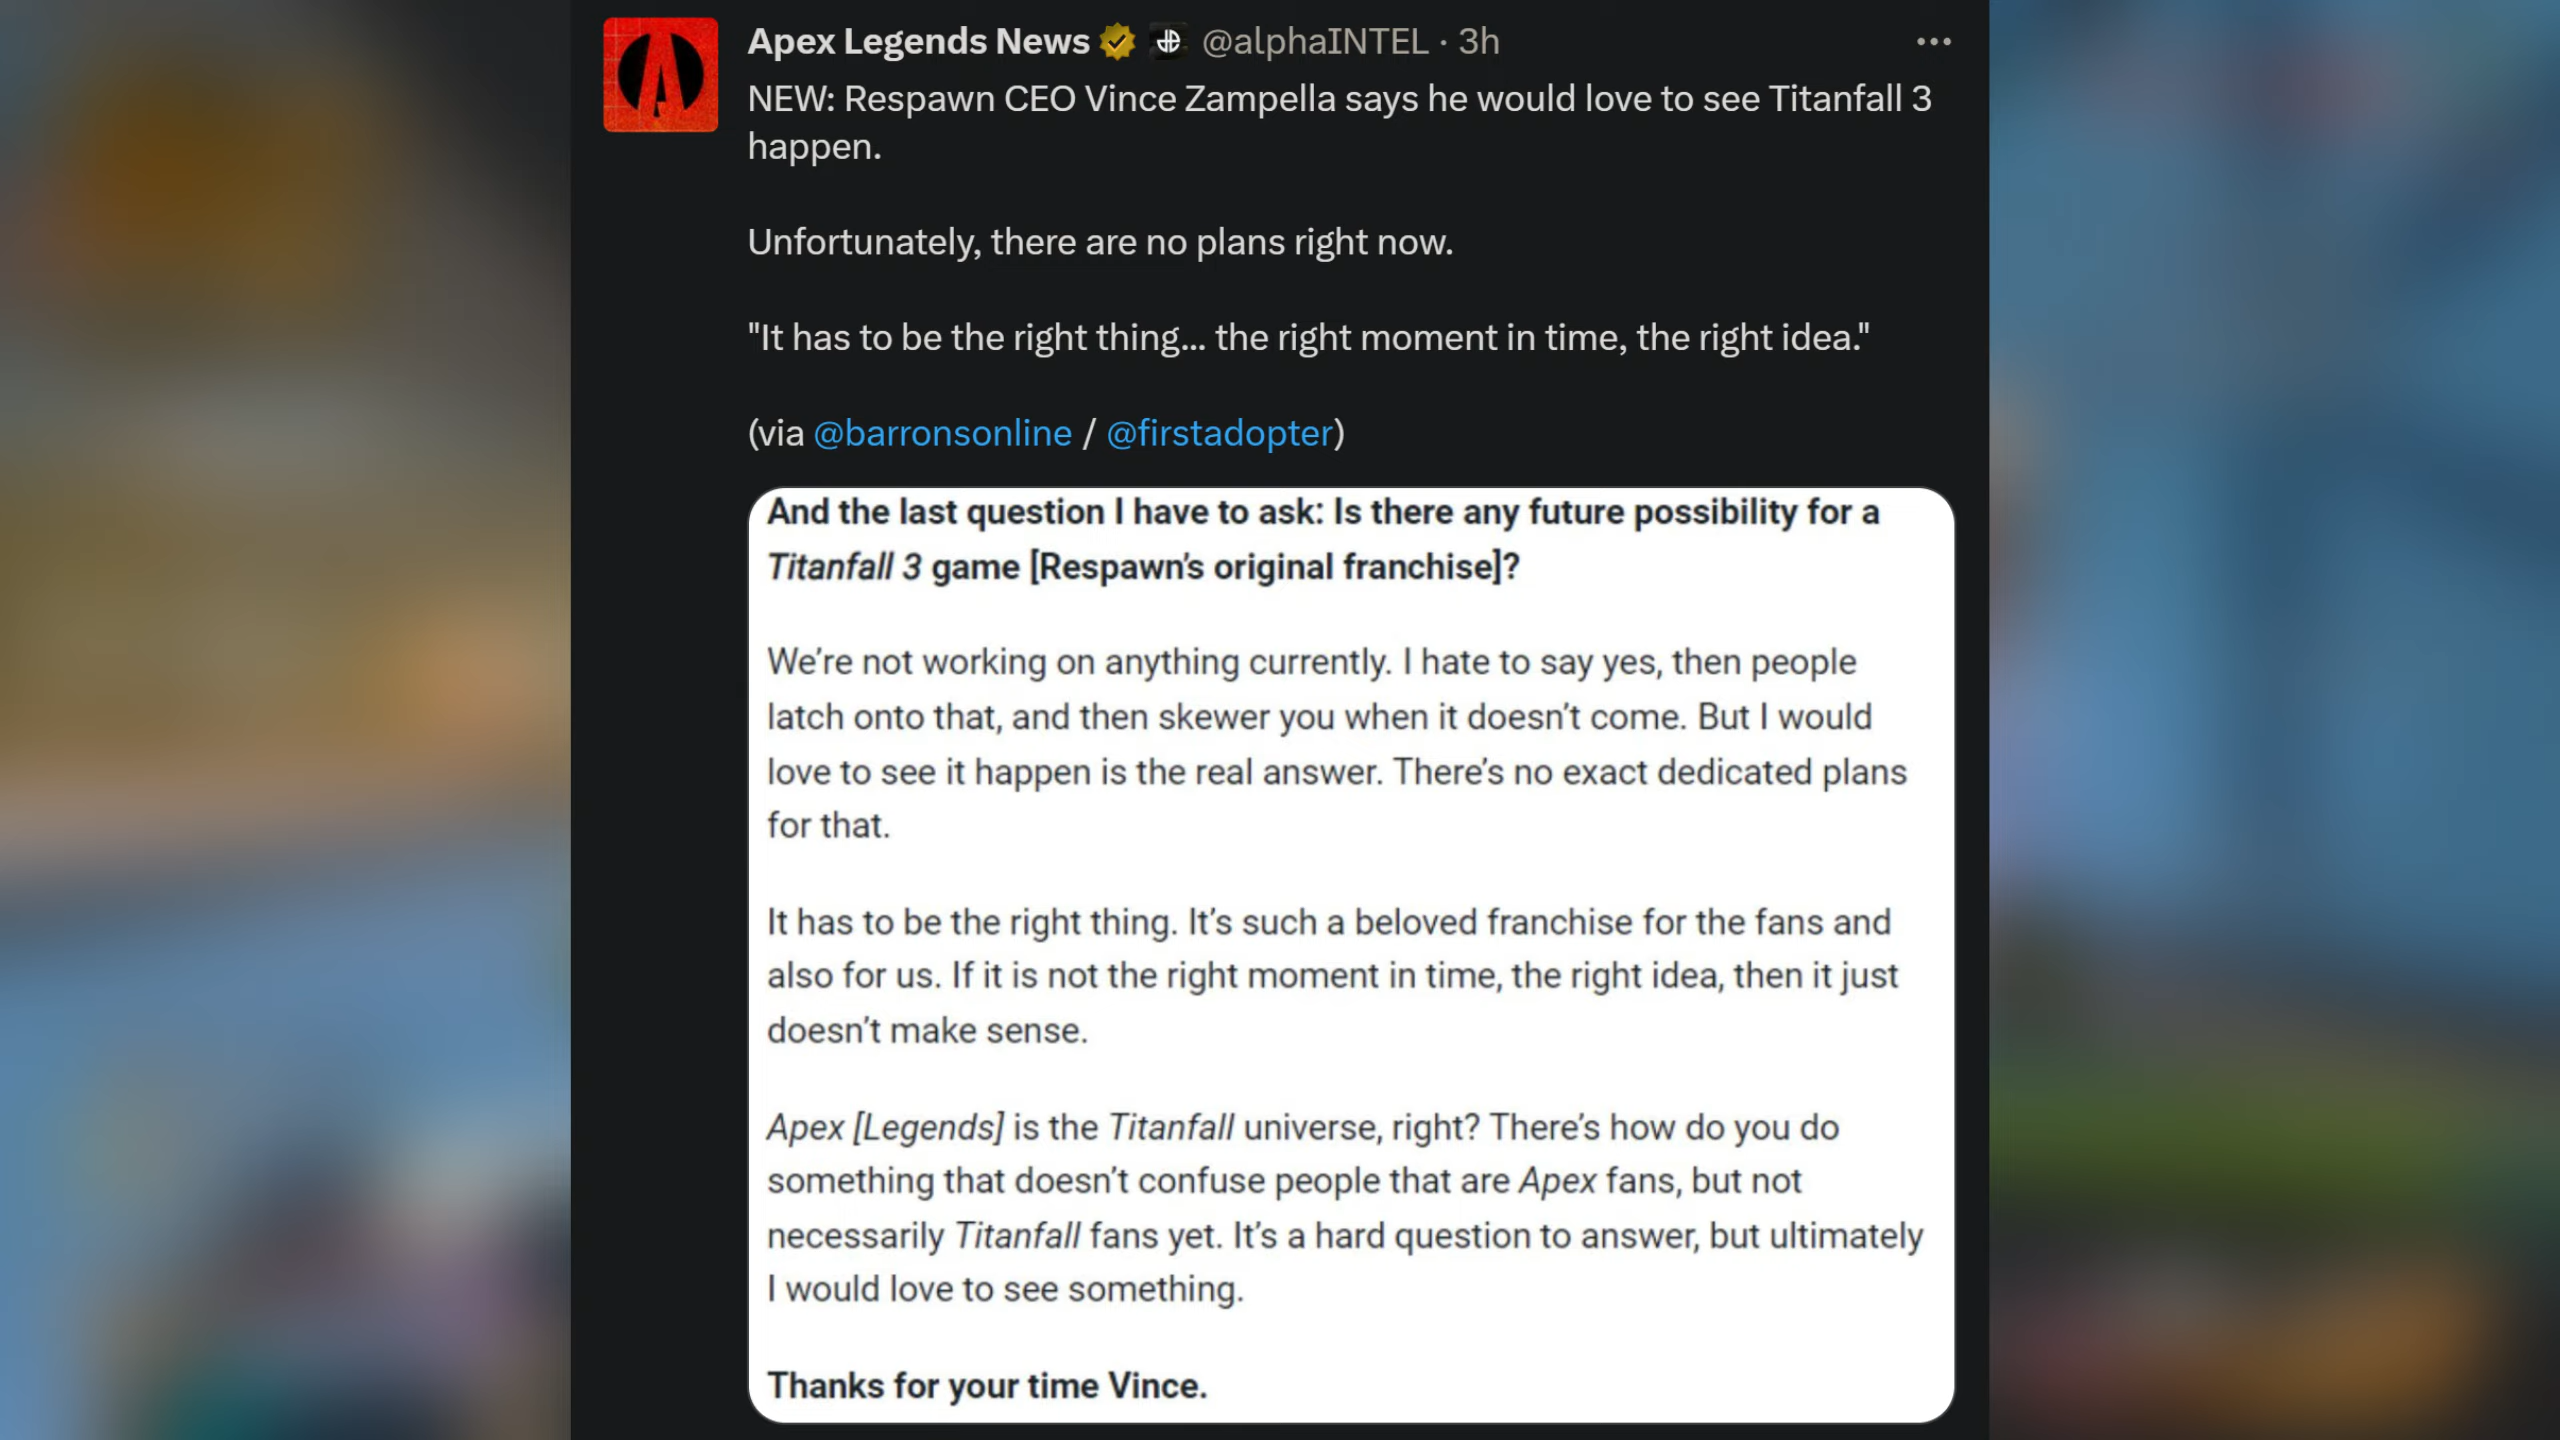 Apex Legends News @alphaINTEL · 3h
NEW: Respawn CEO Vince Zampella says he would love to see Titanfall 3
happen.
Unfortunately, there are no plans right now.
"It has to be the right thing... the right moment in time, the right idea."
(via @barronsonline / @firstadopter)
And the last question I have to ask: Is there any future possibility for a
Titanfall 3 game [Respawn's original franchise]?
We're not working on anything currently. I hate to say yes, then people
latch onto that, and then skewer you when it doesn't come. But I would
love to see it happen is the real answer. There's no exact dedicated plans
for that.
It has to be the right thing. It's such a beloved franchise for the fans and
also for us. If it is not the right moment in time, the right idea, then it just
doesn't make sense.
Apex [Legends] is the Titanfall universe, right? There's how do you do
something that doesn't confuse people that are Apex fans, but not
necessarily Titanfall fans yet. It's a hard question to answer, but ultimately
I would love to see something.
Thanks for your time Vince.